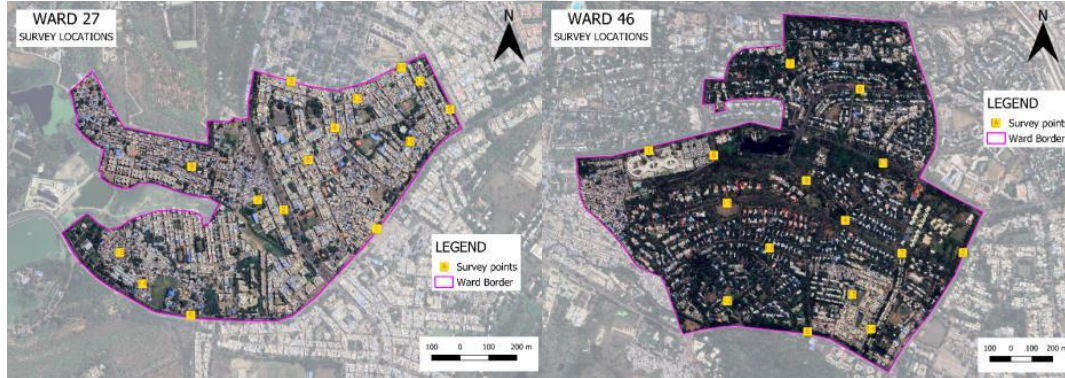 WARD 27
SURVEY LOCATIONS
N
LEGEND
Survey points
Ward Border
100 0 100 200 m
WARD 46
SURVEY LOCATIONS
N
LEGEND
Survey points
Ward Border
100 0 100 200 m